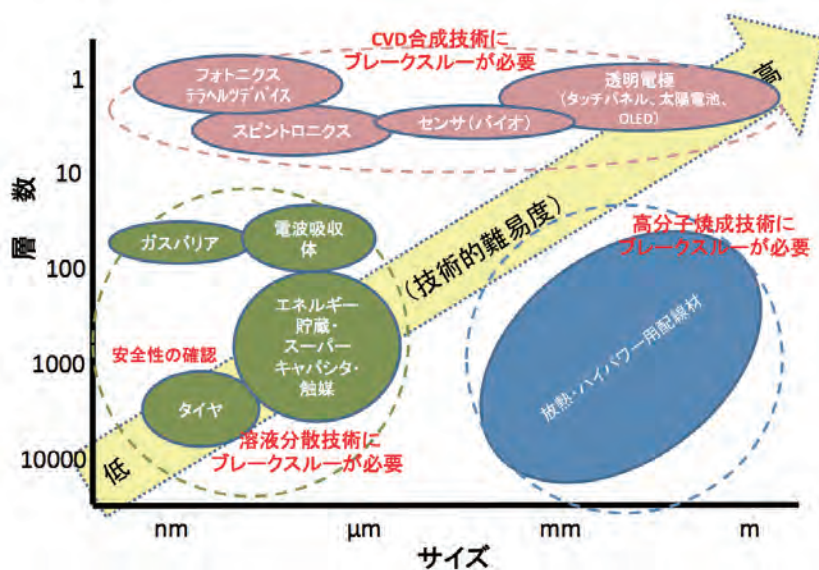 CVD合成技術に
ブレークスルーが必要
フォトニクス
テラヘルツデバイス
透明電極
(タッチパネル、太陽電池、
OLED)
スピントロニクス
センサ(バイオ)
高
1
10
100
1000
10000
層 数
ガスバリア
電波吸収
体
高分子焼成技術に
ブレークスルーが必要
(技術的難易度)
エネルギー
貯蔵・
スーパー
キャパシタ・
触媒
安全性の確認
タイヤ
放熱・ハイパワー用配線材
溶液分散技術に
ブレークスルーが必要
低
nm
μm
mm
m
サイズ